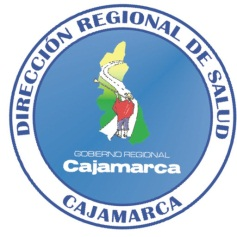 DIRECCIÓN REGIONAL DE SALUD
GOBIERNO REGIONAL
Cajamarca
CAJAMARCA